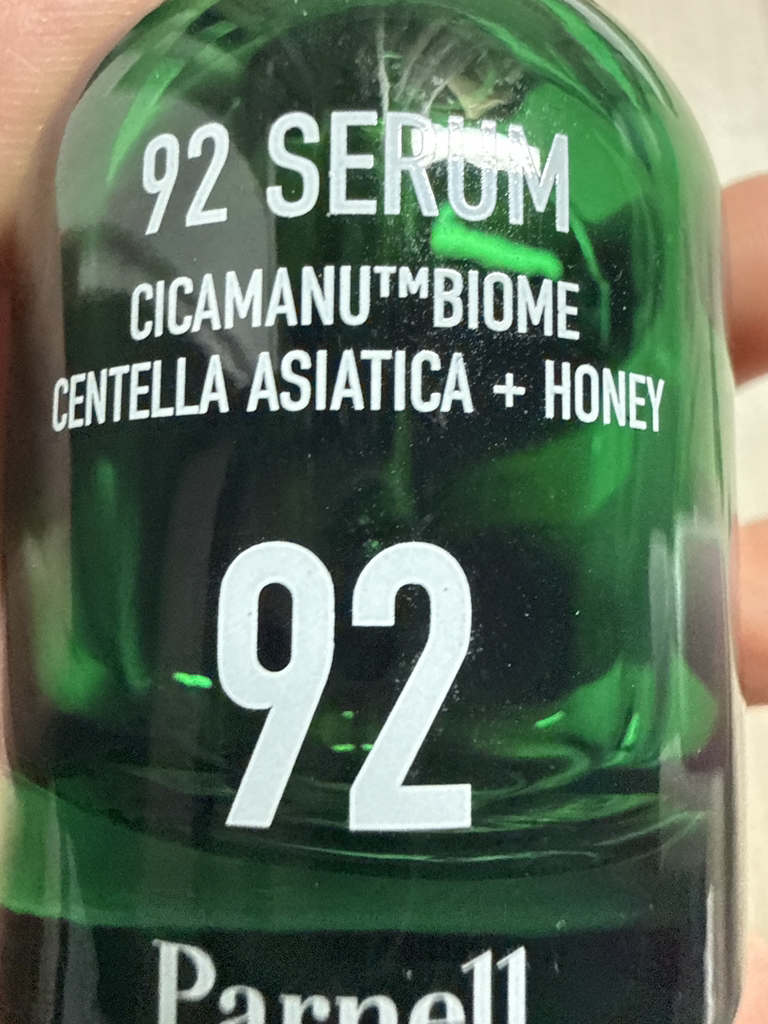 92 SERUM
CICAMANU™BIOME
CENTELLA ASIATICA + HONEY
92
Parnell